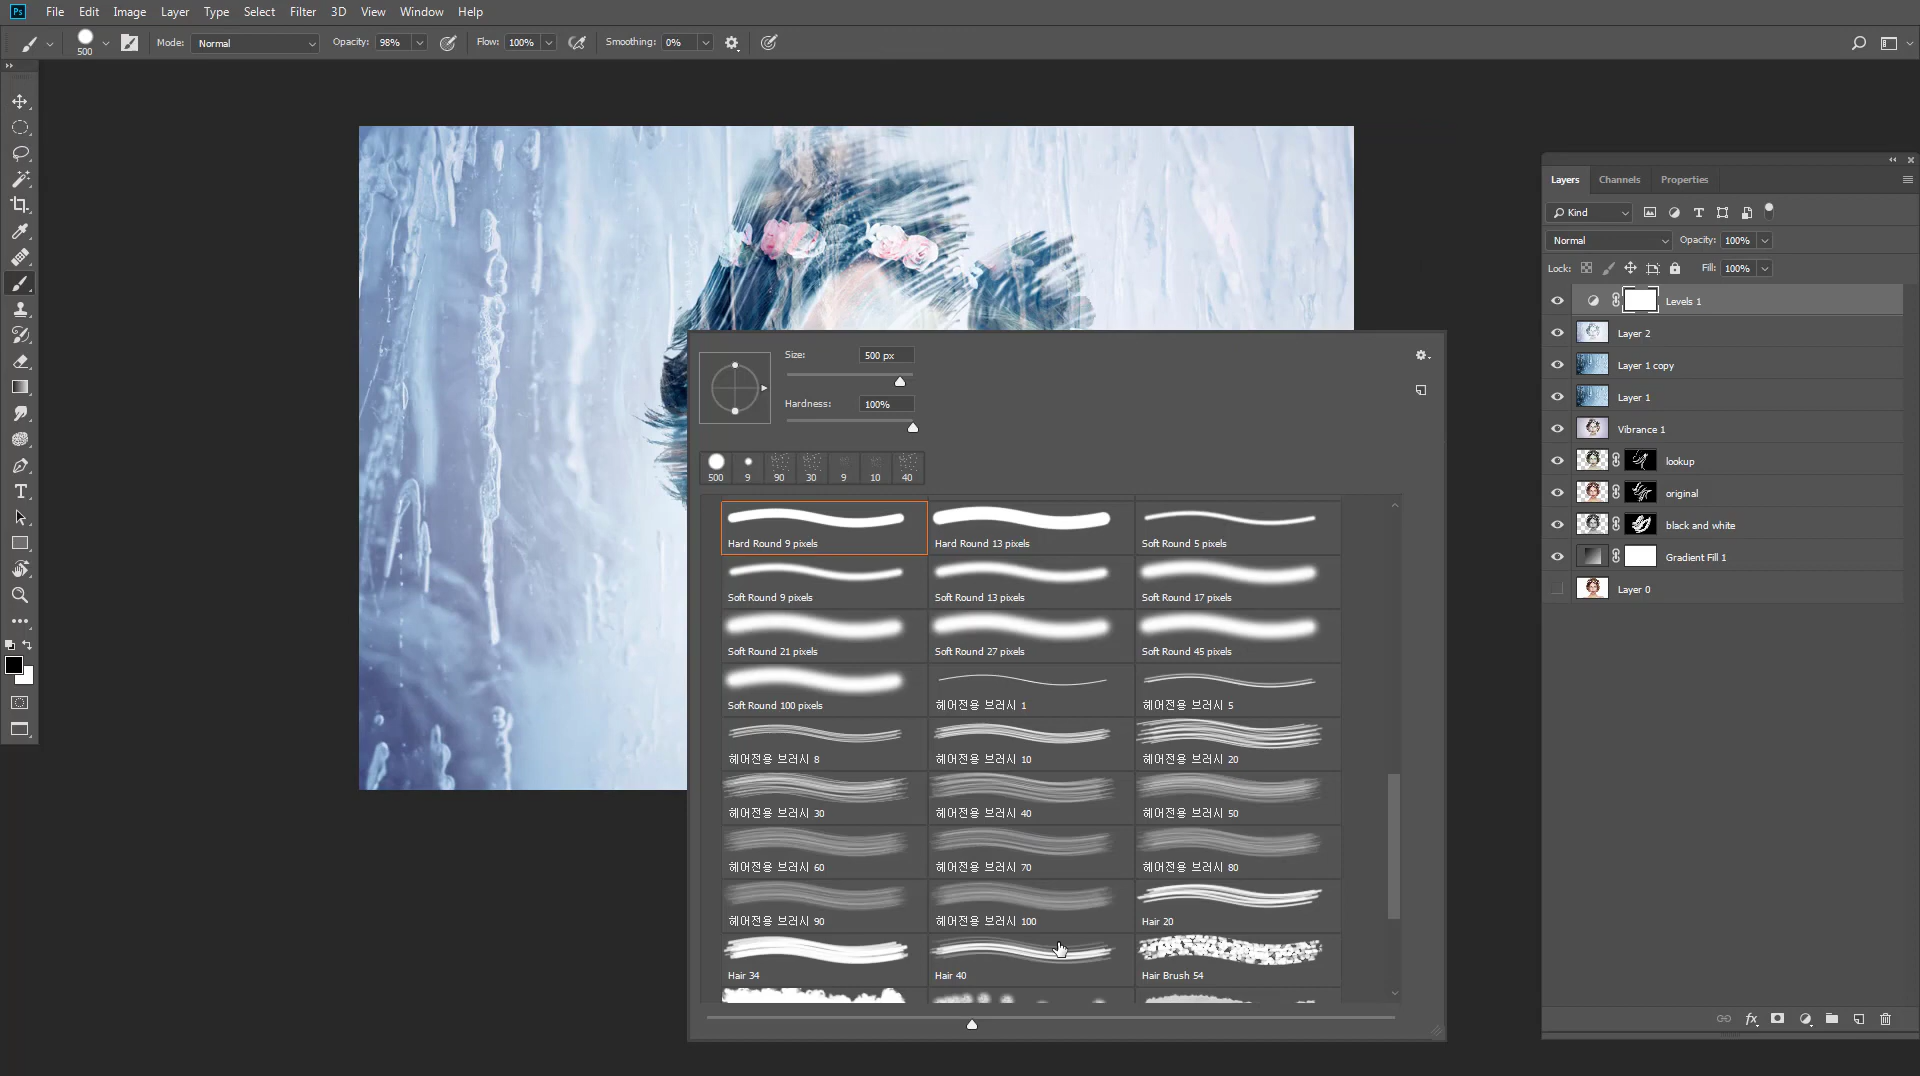 Ps File Edit Image Layer Type Select Filter 3D View Window Help
500 Mode: Normal Opacity: 98% Flow: 100% Smoothing: 0%
Layers Channels Properties
Kind
Normal Opacity: 100%
Lock: Fill: 100%
Levels 1
Layer 2
Layer 1 copy
Layer 1
Vibrance 1
lookup
original
black and white
Gradient Fill 1
Layer 0
Size: 500 px
Hardness: 100%
500 9 90 30 9 10 40
Hard Round 9 pixels Hard Round 13 pixels Soft Round 5 pixels
Soft Round 9 pixels Soft Round 13 pixels Soft Round 17 pixels
Soft Round 21 pixels Soft Round 27 pixels Soft Round 45 pixels
Soft Round 100 pixels 헤어전용 브러시 1 헤어전용 브러시 5
헤어전용 브러시 8 헤어전용 브러시 10 헤어전용 브러시 20
헤어전용 브러시 30 헤어전용 브러시 40 헤어전용 브러시 50
헤어전용 브러시 60 헤어전용 브러시 70 헤어전용 브러시 80
헤어전용 브러시 90 헤어전용 브러시 100 Hair 20
Hair 34 Hair 40 Hair Brush 54